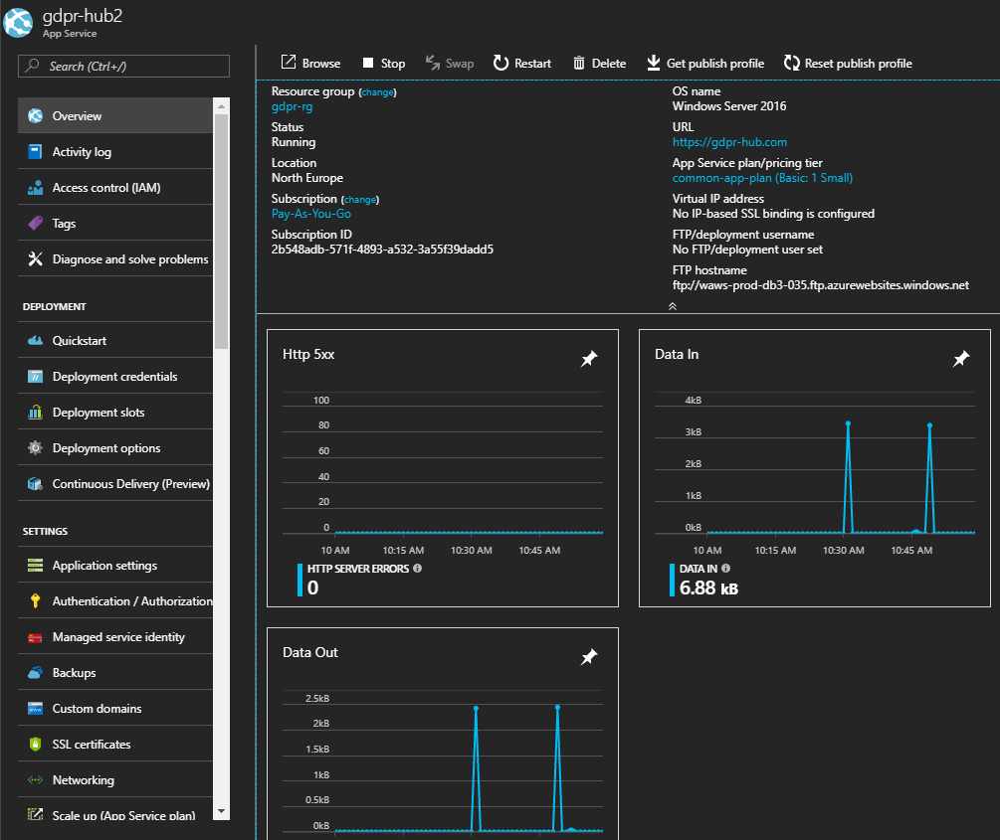 gdpr-hub2
App Service
Search (Ctrl+/)
Overview
Activity log
Access control (IAM)
Tags
Diagnose and solve problems
DEPLOYMENT
Quickstart
Deployment credentials
Deployment slots
Deployment options
Continuous Delivery (Preview)
SETTINGS
Application settings
Authentication / Authorization
Managed service identity
Backups
Custom domains
SSL certificates
Networking
Scale up (App Service plan)
Browse Stop Swap Restart Delete Get publish profile Reset publish profile
Resource group (change)
gdpr-rg
Status
Running
Location
North Europe
Subscription (change)
Pay-As-You-Go
Subscription ID
2b548adb-571f-4893-a532-3a55f39dadd5
OS name
Windows Server 2016
URL
https://gdpr-hub.com
App Service plan/pricing tier
common-app-plan (Basic: 1 Small)
Virtual IP address
No IP-based SSL binding is configured
FTP/deployment username
No FTP/deployment user set
FTP hostname
ftp://waws-prod-db3-035.ftp.azurewebsites.windows.net
Http 5xx
100
80
60
40
20
0
10 AM 10:15 AM 10:30 AM 10:45 AM
HTTP SERVER ERRORS
0
Data In
4kB
3kB
2kB
1kB
0kB
10 AM 10:15 AM 10:30 AM 10:45 AM
DATA IN
6.88 kB
Data Out
2.5kB
2kB
1.5kB
1kB
0.5kB
0kB